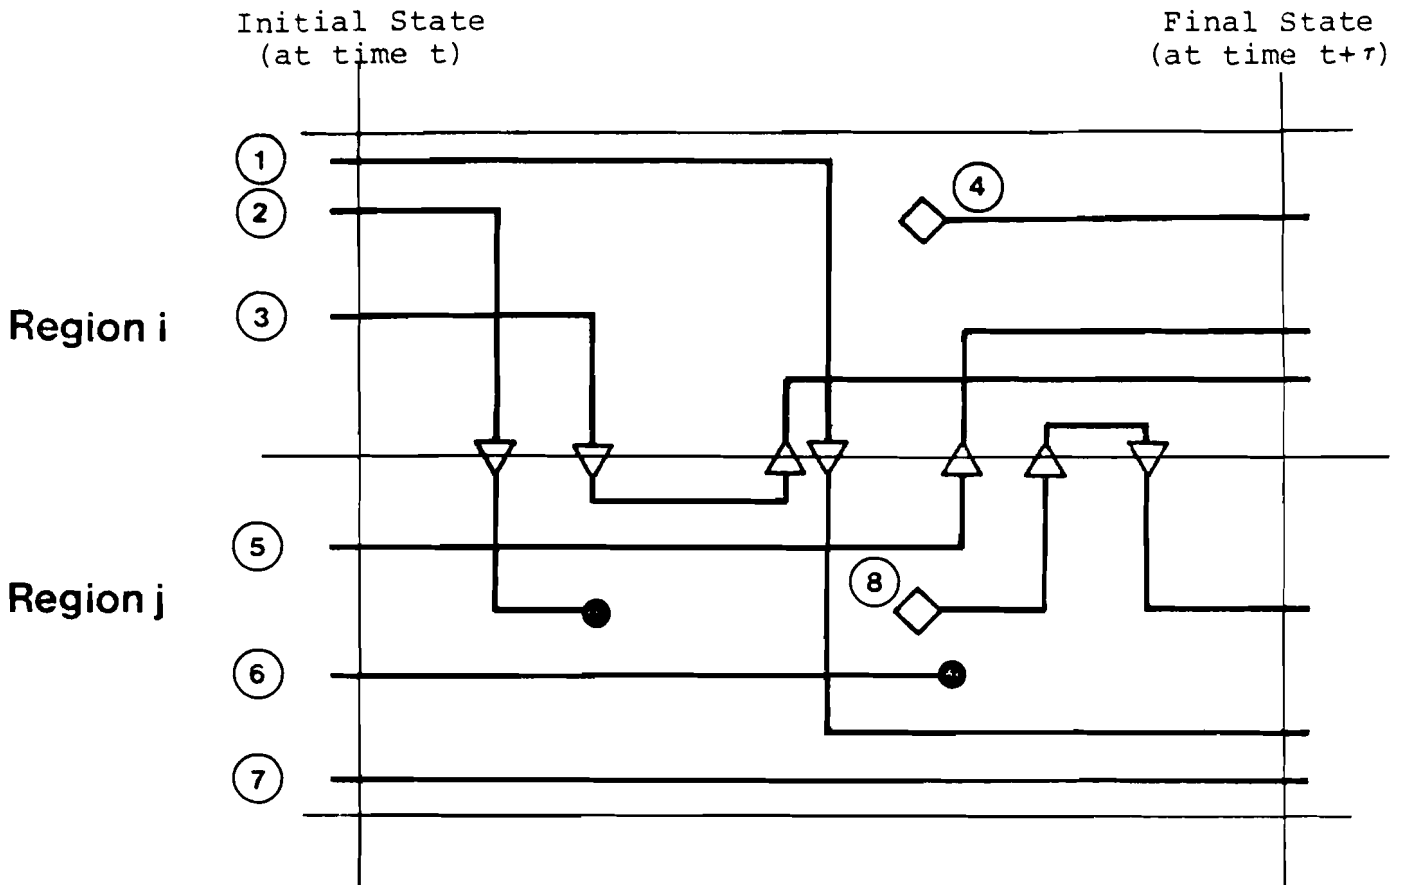 Initial State
(at time t)
Final State
(at time t+τ)
1
2
4
3
Region i
5
8
Region j
6
7